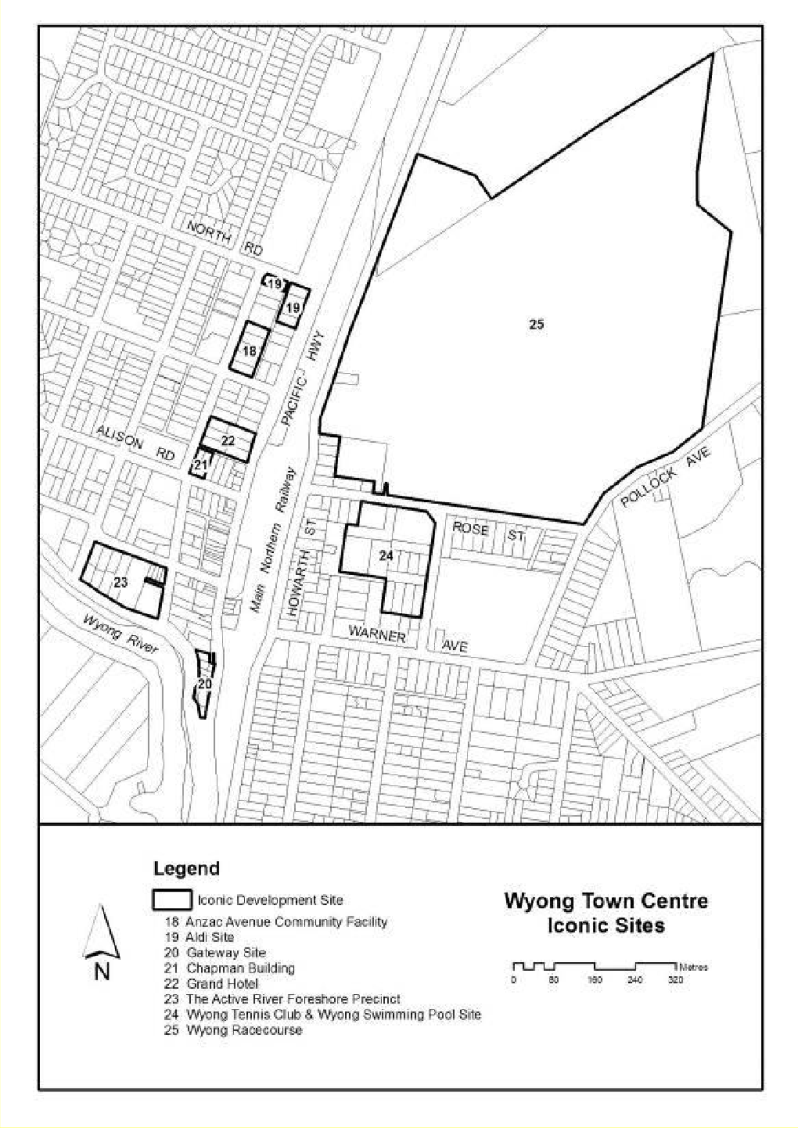 NORTH RD
19
19
25
18
PACIFIC HWY
22
ALISON RD
21
POLLOCK AVE
Main Northern Railway
ROSE ST
HOWARTH ST
24
23
Wyong River
WARNER AVE
20
Legend
Iconic Development Site
18 Anzac Avenue Community Facility
19 Aldi Site
20 Gateway Site
21 Chapman Building
22 Grand Hotel
23 The Active River Foreshore Precinct
24 Wyong Tennis Club & Wyong Swimming Pool Site
25 Wyong Racecourse
N
Wyong Town Centre
Iconic Sites
Metres
0 80 160 240 320